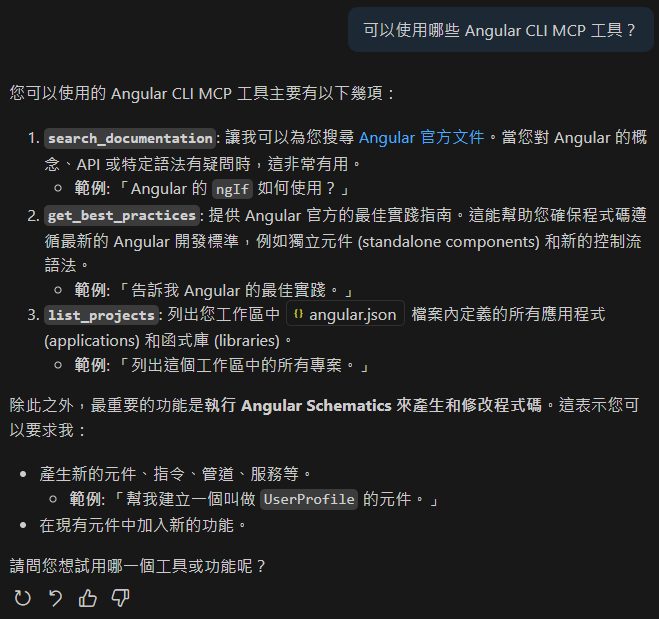 可以使用哪些 Angular CLI MCP 工具？
您可以使用的 Angular CLI MCP 工具主要有以下幾項：
1. search_documentation: 讓我可以為您搜尋 Angular 官方文件。當您對 Angular 的概
念、API 或特定語法有疑問時，這非常有用。
○ 範例: 「Angular 的 ngIf 如何使用？」
2. get_best_practices: 提供 Angular 官方的最佳實踐指南。這能幫助您確保程式碼遵
循最新的 Angular 開發標準，例如獨立元件 (standalone components) 和新的控制流
語法。
○ 範例: 「告訴我 Angular 的最佳實踐。」
3. list_projects: 列出您工作區中 {} angular.json 檔案內定義的所有應用程式
(applications) 和函式庫 (libraries)。
○ 範例: 「列出這個工作區中的所有專案。」
除此之外，最重要的功能是執行 Angular Schematics 來產生和修改程式碼。這表示您可
以要求我：
• 產生新的元件、指令、管道、服務等。
○ 範例: 「幫我建立一個叫做 UserProfile 的元件。」
• 在現有元件中加入新的功能。
請問您想試用哪一個工具或功能呢？